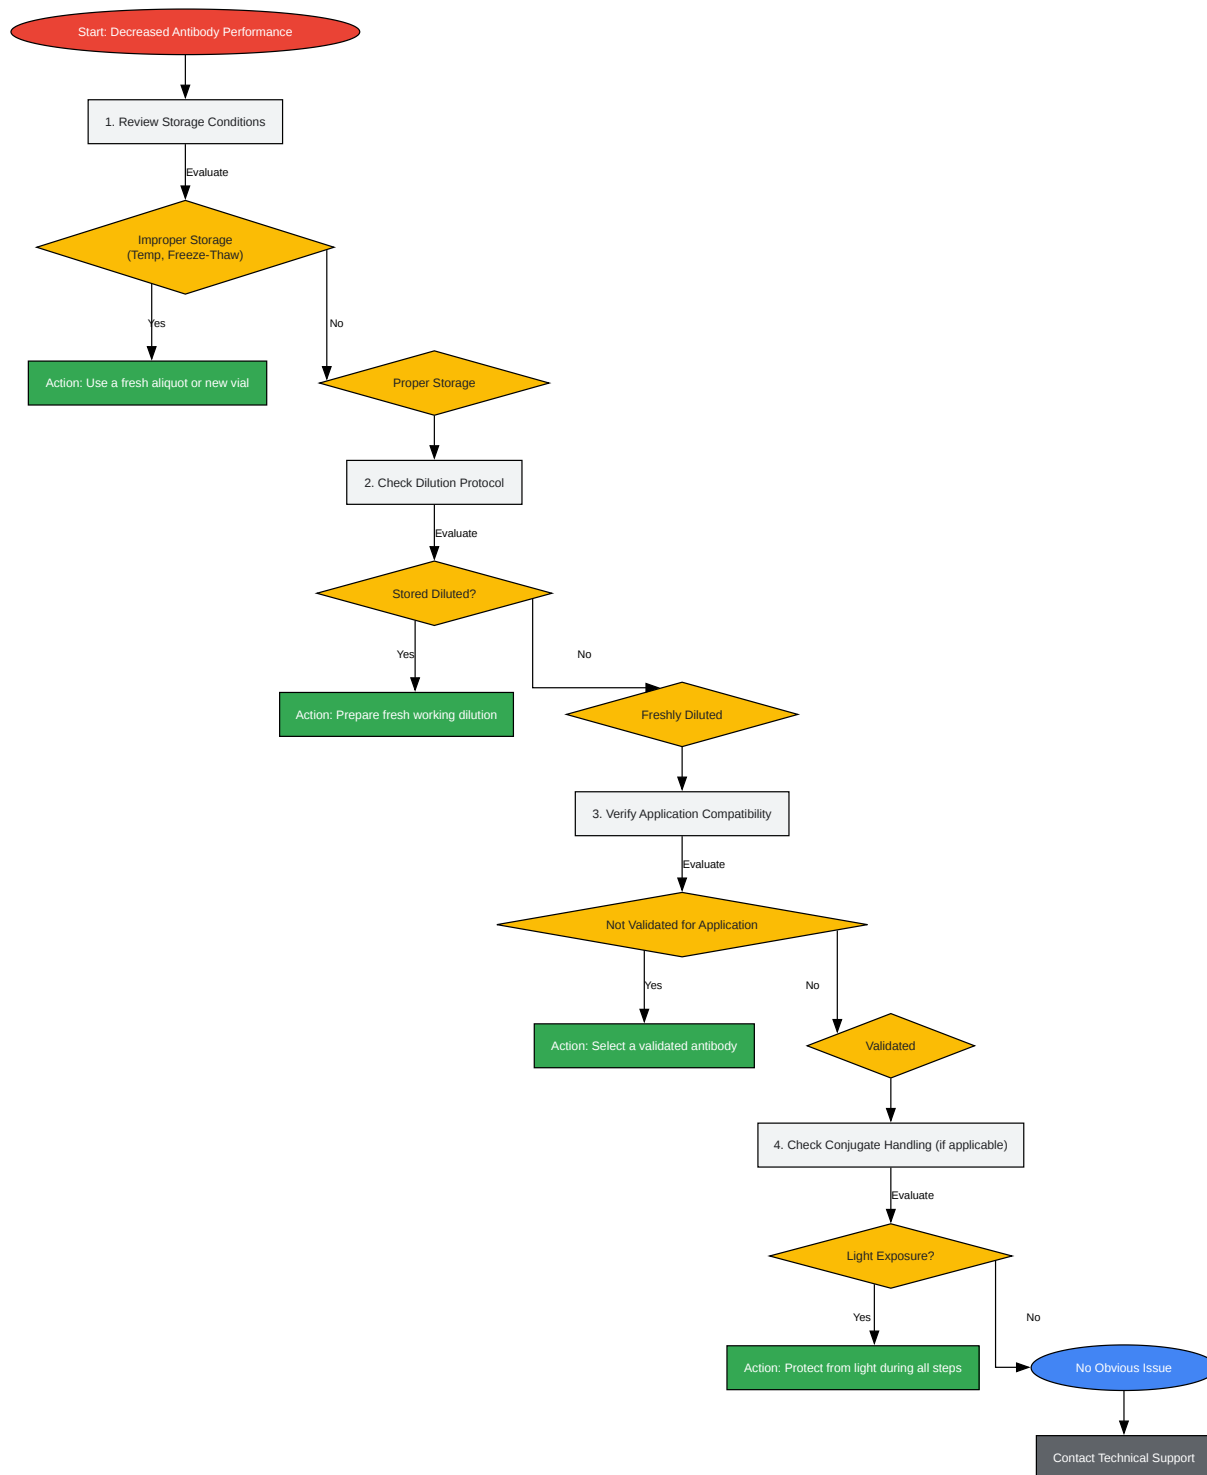 Start: Decreased Antibody Performance
1. Review Storage Conditions
Evaluate
Improper Storage
(Temp, Freeze-Thaw)
Yes
No
Action: Use a fresh aliquot or new vial
Proper Storage
2. Check Dilution Protocol
Evaluate
Stored Diluted?
Yes
No
Action: Prepare fresh working dilution
Freshly Diluted
3. Verify Application Compatibility
Evaluate
Not Validated for Application
Yes
No
Action: Select a validated antibody
Validated
4. Check Conjugate Handling (if applicable)
Evaluate
Light Exposure?
Yes
No
Action: Protect from light during all steps
No Obvious Issue
Contact Technical Support